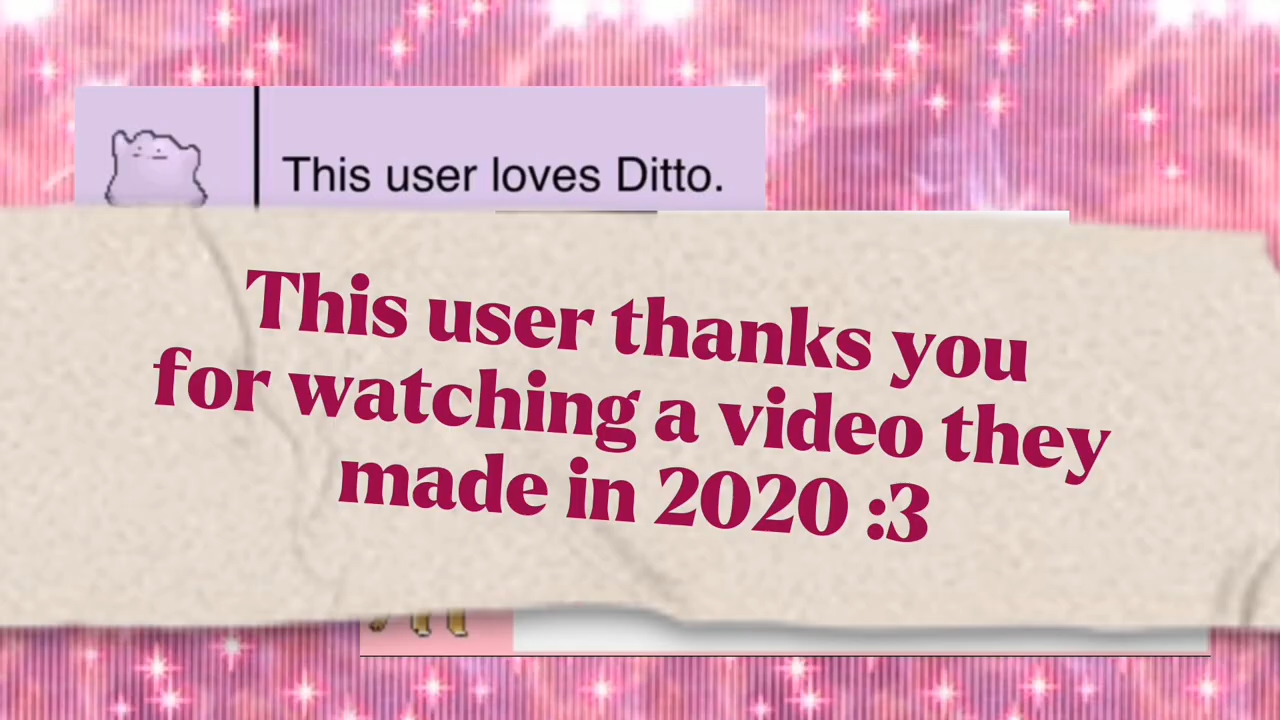 This user loves Ditto.
This user thanks you
for watching a video they
made in 2020 :3